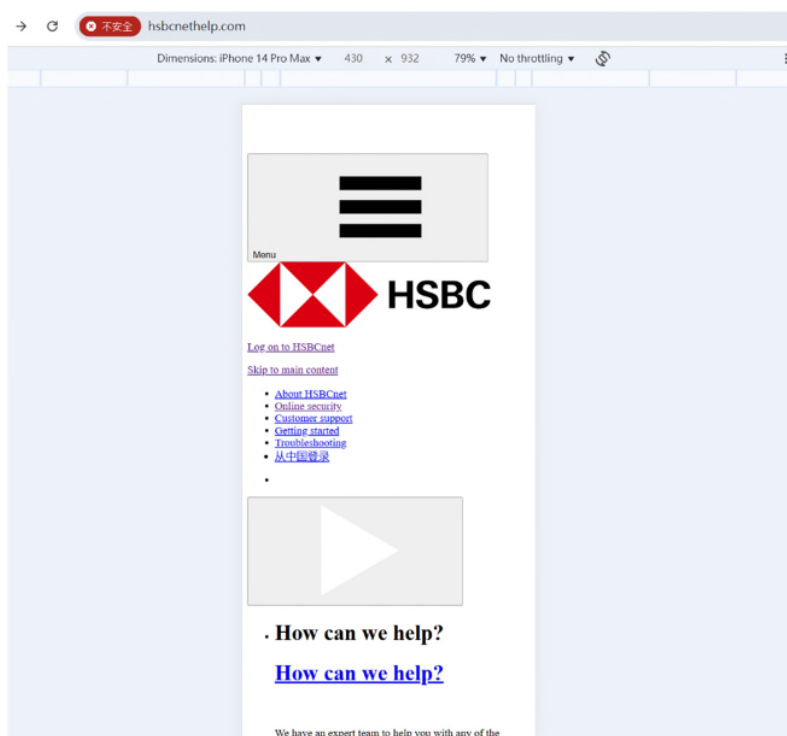 不安全 hsbcnethelp.com
Dimensions: iPhone 14 Pro Max ▼ 430 x 932 79% ▼ No throttling ▼
Menu
HSBC
Log on to HSBCnet
Skip to main content
• About HSBCnet
• Online security
• Customer support
• Getting started
• Troubleshooting
• 从中国登录
•
• How can we help?
How can we help?
We have an expert team to help you with any of the